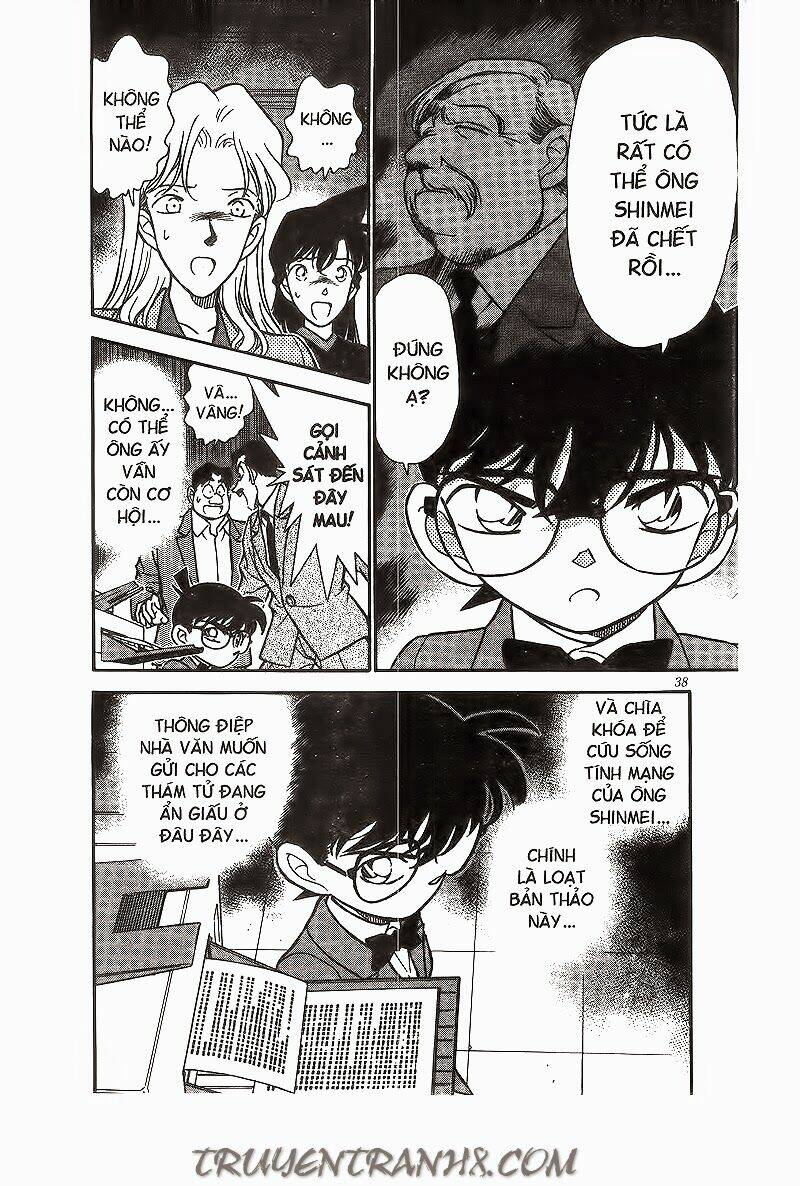 TỨC LÀ
RẤT CÓ
THỂ ÔNG
SHINMEI
ĐÃ CHẾT
RỒI...
ĐÚNG
KHÔNG
Ạ?
KHÔNG
...
KHÔNG
THỂ
NÀO!
GỌI
CẢNH
SÁT ĐẾN
ĐÂY
MAU!
VÂ...
VÂNG!
KHÔNG...
CÓ THỂ
ÔNG ẤY
VẪN
CÒN CƠ
HỘI...
38
VÀ CHÌA
KHÓA ĐỂ
CỨU SỐNG
TÍNH MẠNG
CỦA ÔNG
SHINMEI...
CHÍNH
LÀ LOẠT
BẢN THẢO
NÀY...
THÔNG ĐIỆP
NHÀ VĂN MUỐN
GỬI CHO CÁC
THÁM TỬ ĐANG
ẨN GIẤU Ở
ĐÂU ĐÂY...
TRUYENTRANH8.COM